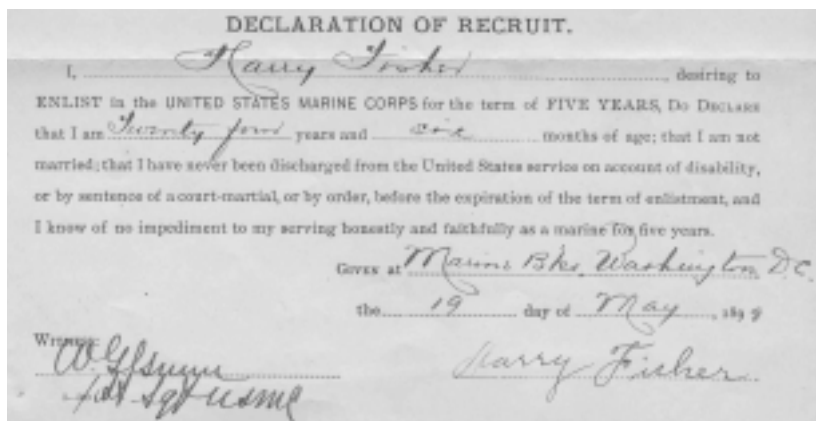 DECLARATION OF RECRUIT.
I, Harry Fisher, desiring to
ENLIST in the UNITED STATES MARINE CORPS for the term of FIVE YEARS, DO DECLARE
that I am Twenty four years and months of age; that I am not
married; that I have never been discharged from the United States service on account of disability,
or by sentence of a court-martial, or by order, before the expiration of the term of enlistment, and
I know of no impediment to my serving honestly and faithfully as a marine for five years.
GIVEN at Marine Bks. Washington D.C.
the 19 day of May, 1899
WITNESS:
Harry Fisher
Sgt USMC